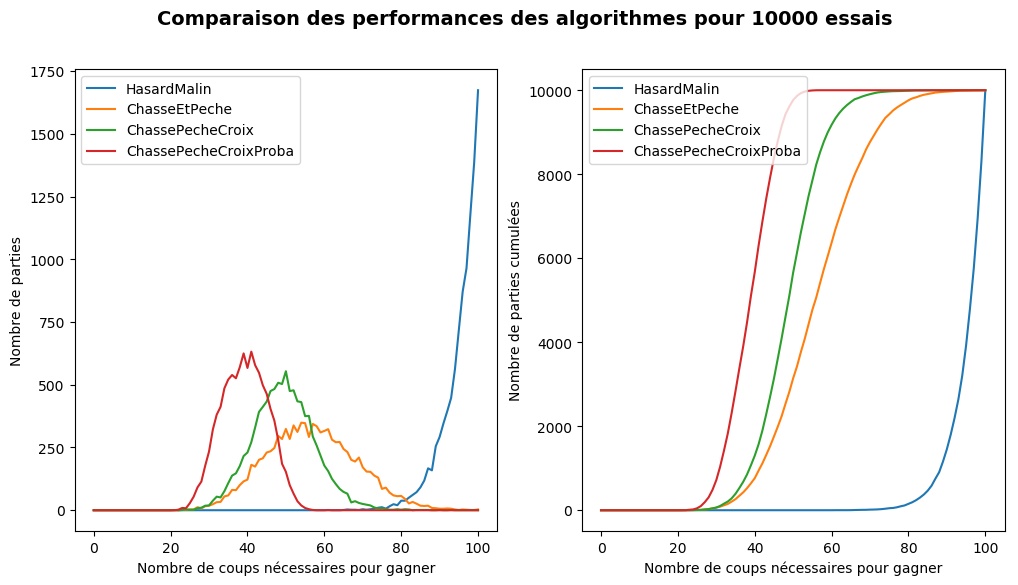 Comparaison des performances des algorithmes pour 10000 essais
HasardMalin
ChasseEtPeche
ChassePecheCroix
ChassePecheCroixProba
1750
1500
1250
1000
750
500
250
0
Nombre de parties
0 20 40 60 80 100
Nombre de coups nécessaires pour gagner
HasardMalin
ChasseEtPeche
ChassePecheCroix
ChassePecheCroixProba
10000
8000
6000
4000
2000
0
Nombre de parties cumulées
0 20 40 60 80 100
Nombre de coups nécessaires pour gagner